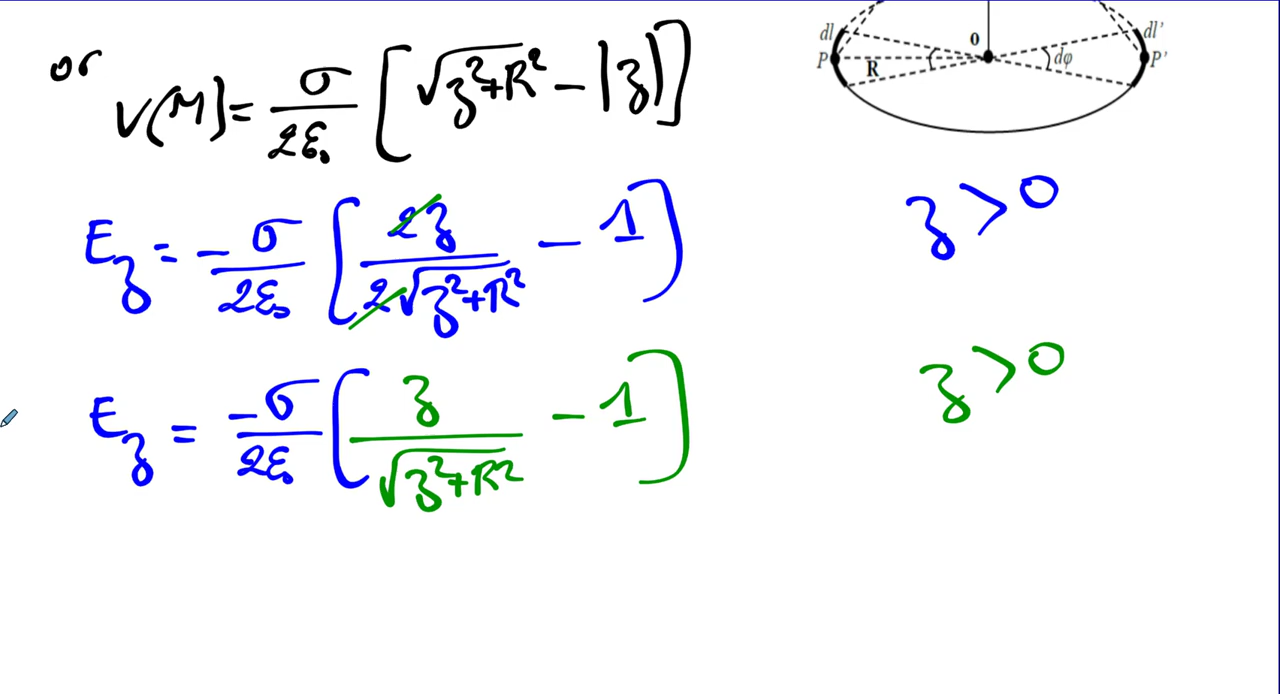 dl O dl'
P R dφ P'
or V(M) = σ/2ε₀ [√(z²+R²) - |z|]
E_z = -σ/2ε₀ [2z/2√(z²+R²) - 1] z > 0
E_z = -σ/2ε₀ [z/√(z²+R²) - 1] z > 0